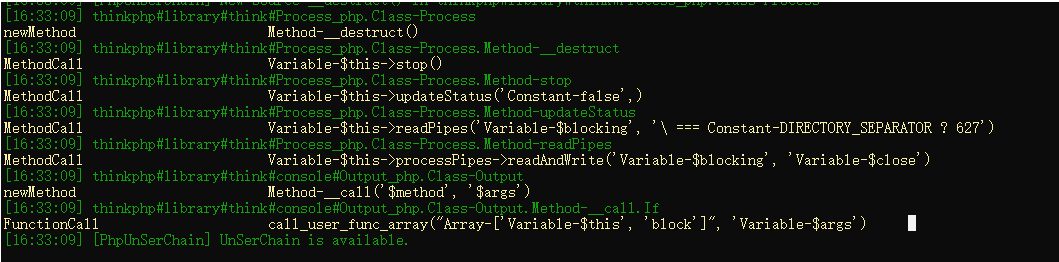 [16:33:09] [PhpUnSerChain] New Source __destruct() in thinkphp#library#think#Process_php.Class-Process
[16:33:09] thinkphp#library#think#Process_php.Class-Process
newMethod Method-__destruct()
[16:33:09] thinkphp#library#think#Process_php.Class-Process.Method-__destruct
MethodCall Variable-$this->stop()
[16:33:09] thinkphp#library#think#Process_php.Class-Process.Method-stop
MethodCall Variable-$this->updateStatus('Constant-false',)
[16:33:09] thinkphp#library#think#Process_php.Class-Process.Method-updateStatus
MethodCall Variable-$this->readPipes('Variable-$blocking', '\ === Constant-DIRECTORY_SEPARATOR ? 627')
[16:33:09] thinkphp#library#think#Process_php.Class-Process.Method-readPipes
MethodCall Variable-$this->processPipes->readAndWrite('Variable-$blocking', 'Variable-$close')
[16:33:09] thinkphp#library#think#console#Output_php.Class-Output
newMethod Method-__call('$method', '$args')
[16:33:09] thinkphp#library#think#console#Output_php.Class-Output.Method-__call.If
FunctionCall call_user_func_array("Array-['Variable-$this', 'block']", 'Variable-$args')
[16:33:09] [PhpUnSerChain] UnSerChain is available.